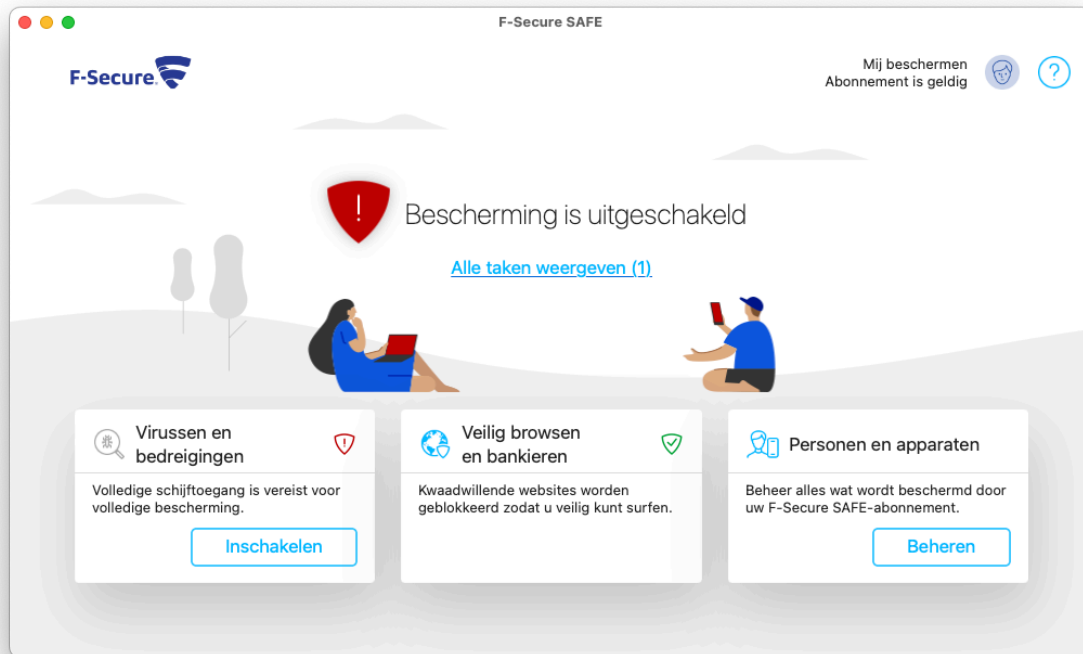 F-Secure SAFE
F-Secure.
Mij beschermen
Abonnement is geldig
?
!
Bescherming is uitgeschakeld
Alle taken weergeven (1)
Virussen en
bedreigingen
!
Volledige schijftoegang is vereist voor
volledige bescherming.
Inschakelen
Veilig browsen
en bankieren
Kwaadwillende websites worden
geblokkeerd zodat u veilig kunt surfen.
Personen en apparaten
Beheer alles wat wordt beschermd door
uw F-Secure SAFE-abonnement.
Beheren